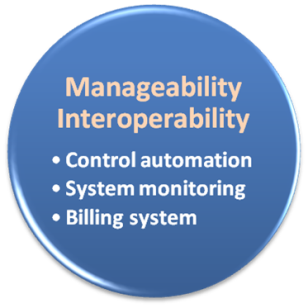 Manageability
Interoperability
• Control automation
• System monitoring
• Billing system